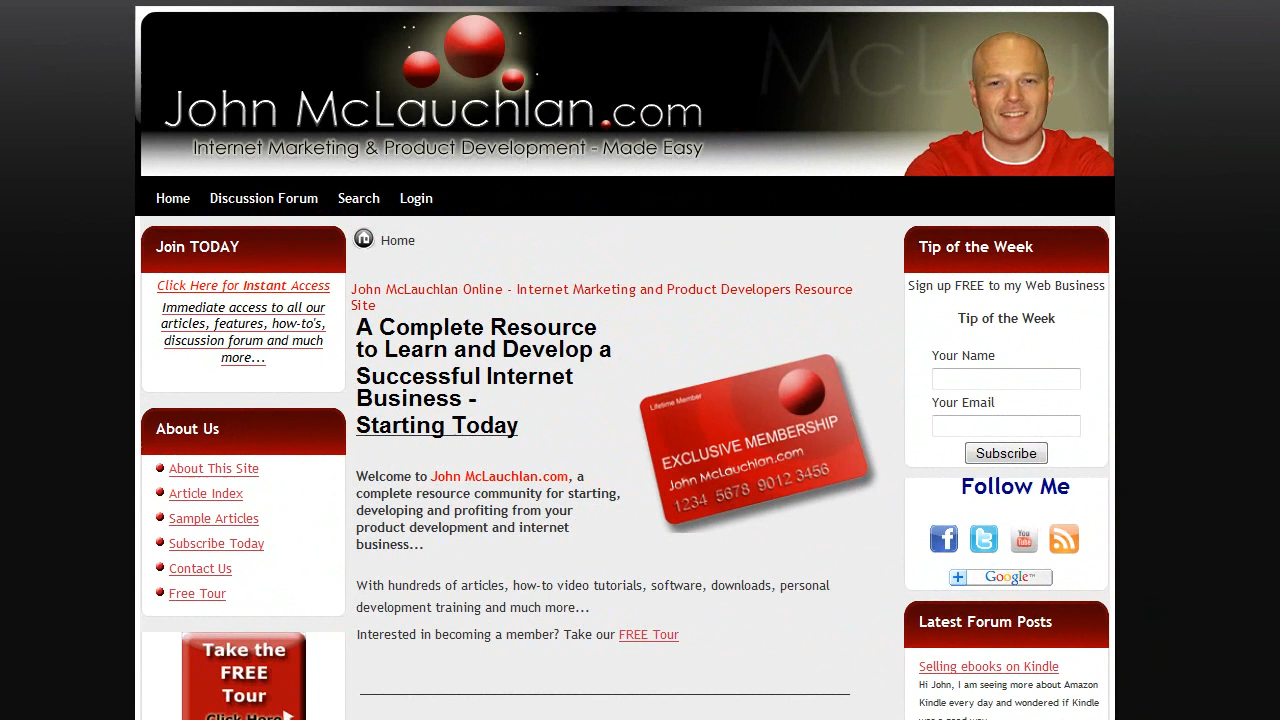 John McLauchlan.com
Internet Marketing & Product Development - Made Easy
Home
Discussion Forum
Search
Login
Join TODAY
Click Here for Instant Access
Immediate access to all our
articles, features, how-to's,
discussion forum and much
more...
About Us
About This Site
Article Index
Sample Articles
Subscribe Today
Contact Us
Free Tour
Take the
FREE
Tour
Click Here
Home
John McLauchlan Online - Internet Marketing and Product Developers Resource
Site
A Complete Resource
to Learn and Develop a
Successful Internet
Business -
Starting Today
Lifetime Member
EXCLUSIVE MEMBERSHIP
John McLauchlan.com
1234 5678 9012 3456
Welcome to John McLauchlan.com, a
complete resource community for starting,
developing and profiting from your
product development and internet
business...
With hundreds of articles, how-to video tutorials, software, downloads, personal
development training and much more...
Interested in becoming a member? Take our FREE Tour
Tip of the Week
Sign up FREE to my Web Business
Tip of the Week
Your Name
Your Email
Subscribe
Follow Me
You
Tube
Google™
Latest Forum Posts
Selling ebooks on Kindle
Hi John, I am seeing more about Amazon
Kindle every day and wondered if Kindle